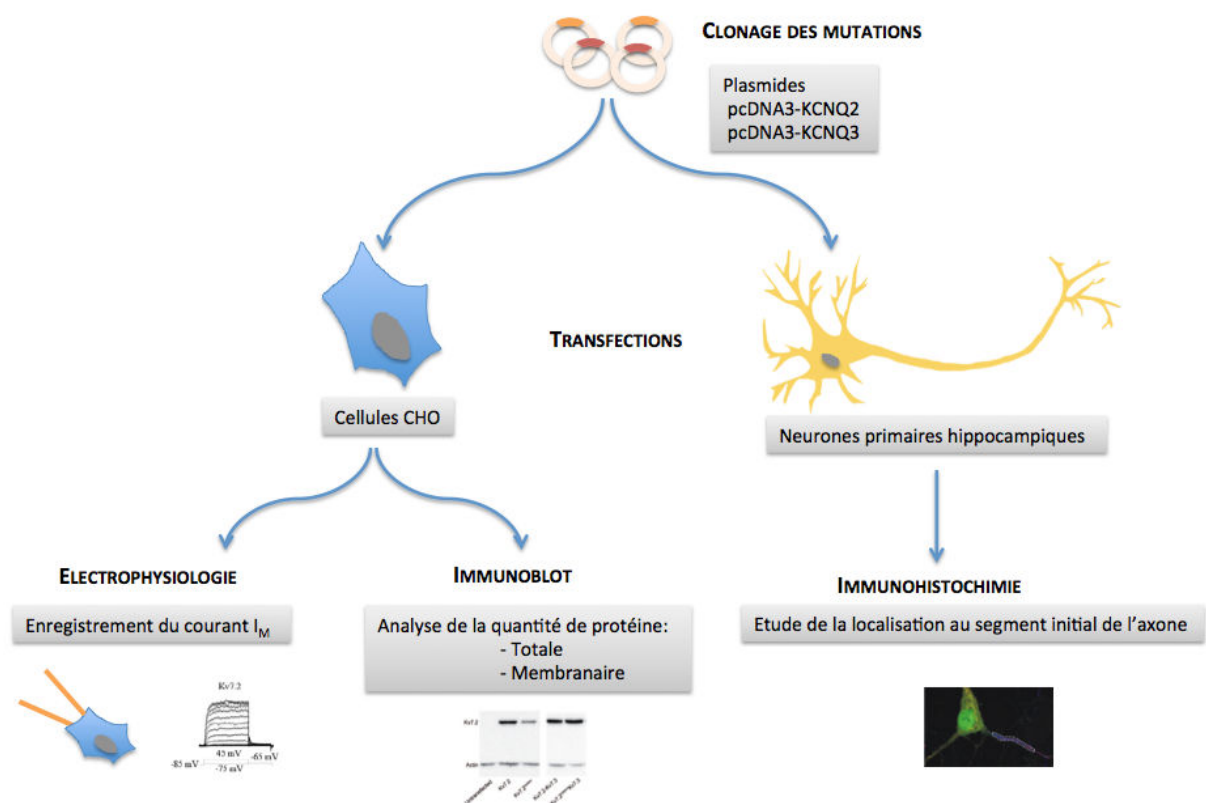 CLONAGE DES MUTATIONS
Plasmides
pcDNA3-KCNQ2
pcDNA3-KCNQ3
TRANSFECTIONS
Cellules CHO
Neurones primaires hippocampiques
ELECTROPHYSIOLOGIE
Enregistrement du courant IM
Kv7.2
45 mV
-85 mV
-65 mV
-75 mV
IMMUNOBLOT
Analyse de la quantité de protéine:
- Totale
- Membranaire
Kv7.2
Actin
Kv7.2
IMMUNOHISTOCHIMIE
Etude de la localisation au segment initial de l’axone